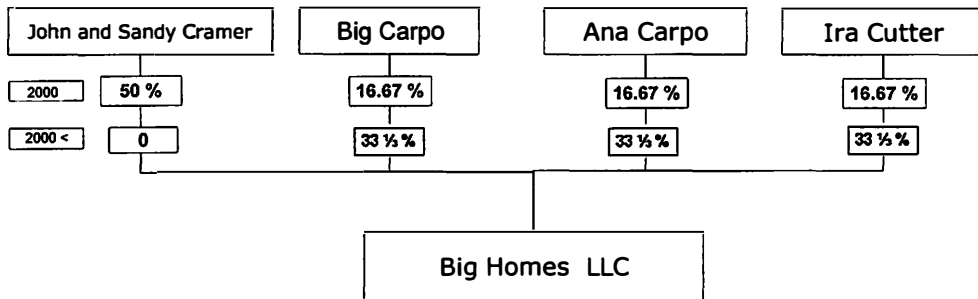 John and Sandy Cramer Big Carpo Ana Carpo Ira Cutter
2000 50 % 16.67 % 16.67 % 16.67 %
2000 < 0 33 ⅓ % 33 ⅓ % 33 ⅓ %
Big Homes LLC